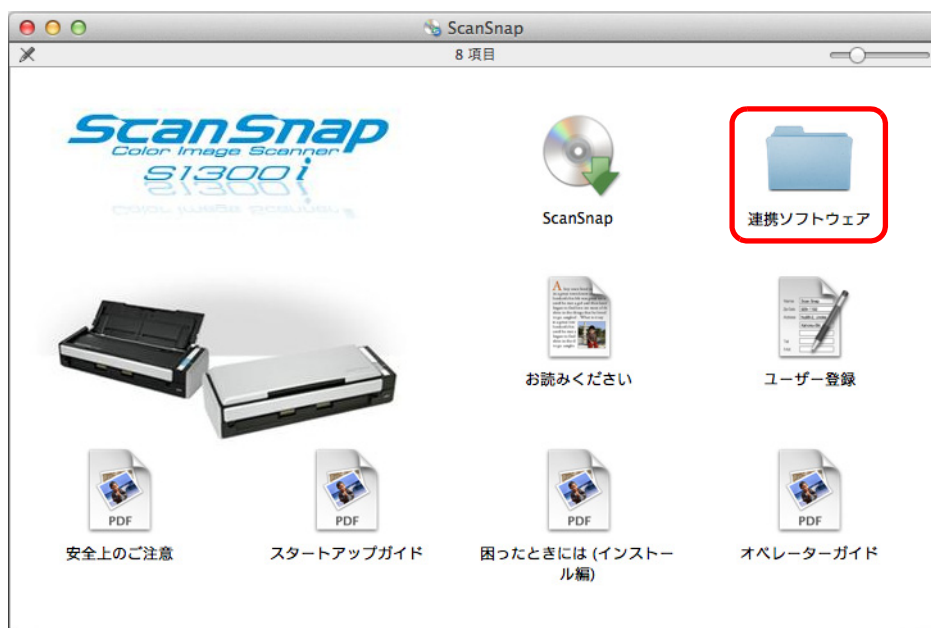 ScanSnap
8 項目
ScanSnap
Color Image Scanner
S1300i
ScanSnap
連携ソフトウェア
お読みください
ユーザー登録
PDF
PDF
PDF
PDF
安全上のご注意
スタートアップガイド
困ったときには (インストー
ル編)
オペレーターガイド